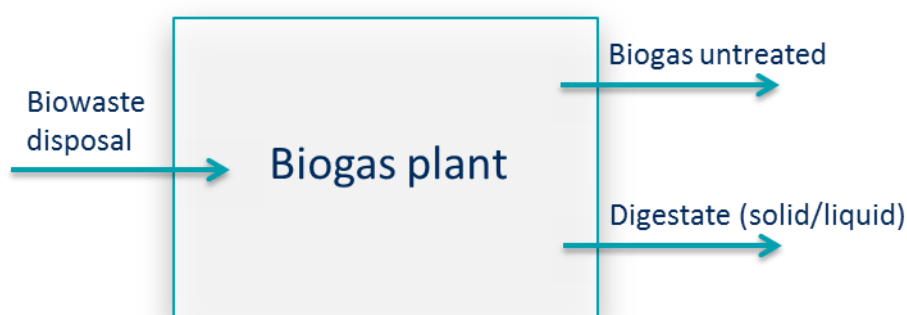 Biogas untreated
Biowaste
disposal
Biogas plant
Digestate (solid/liquid)